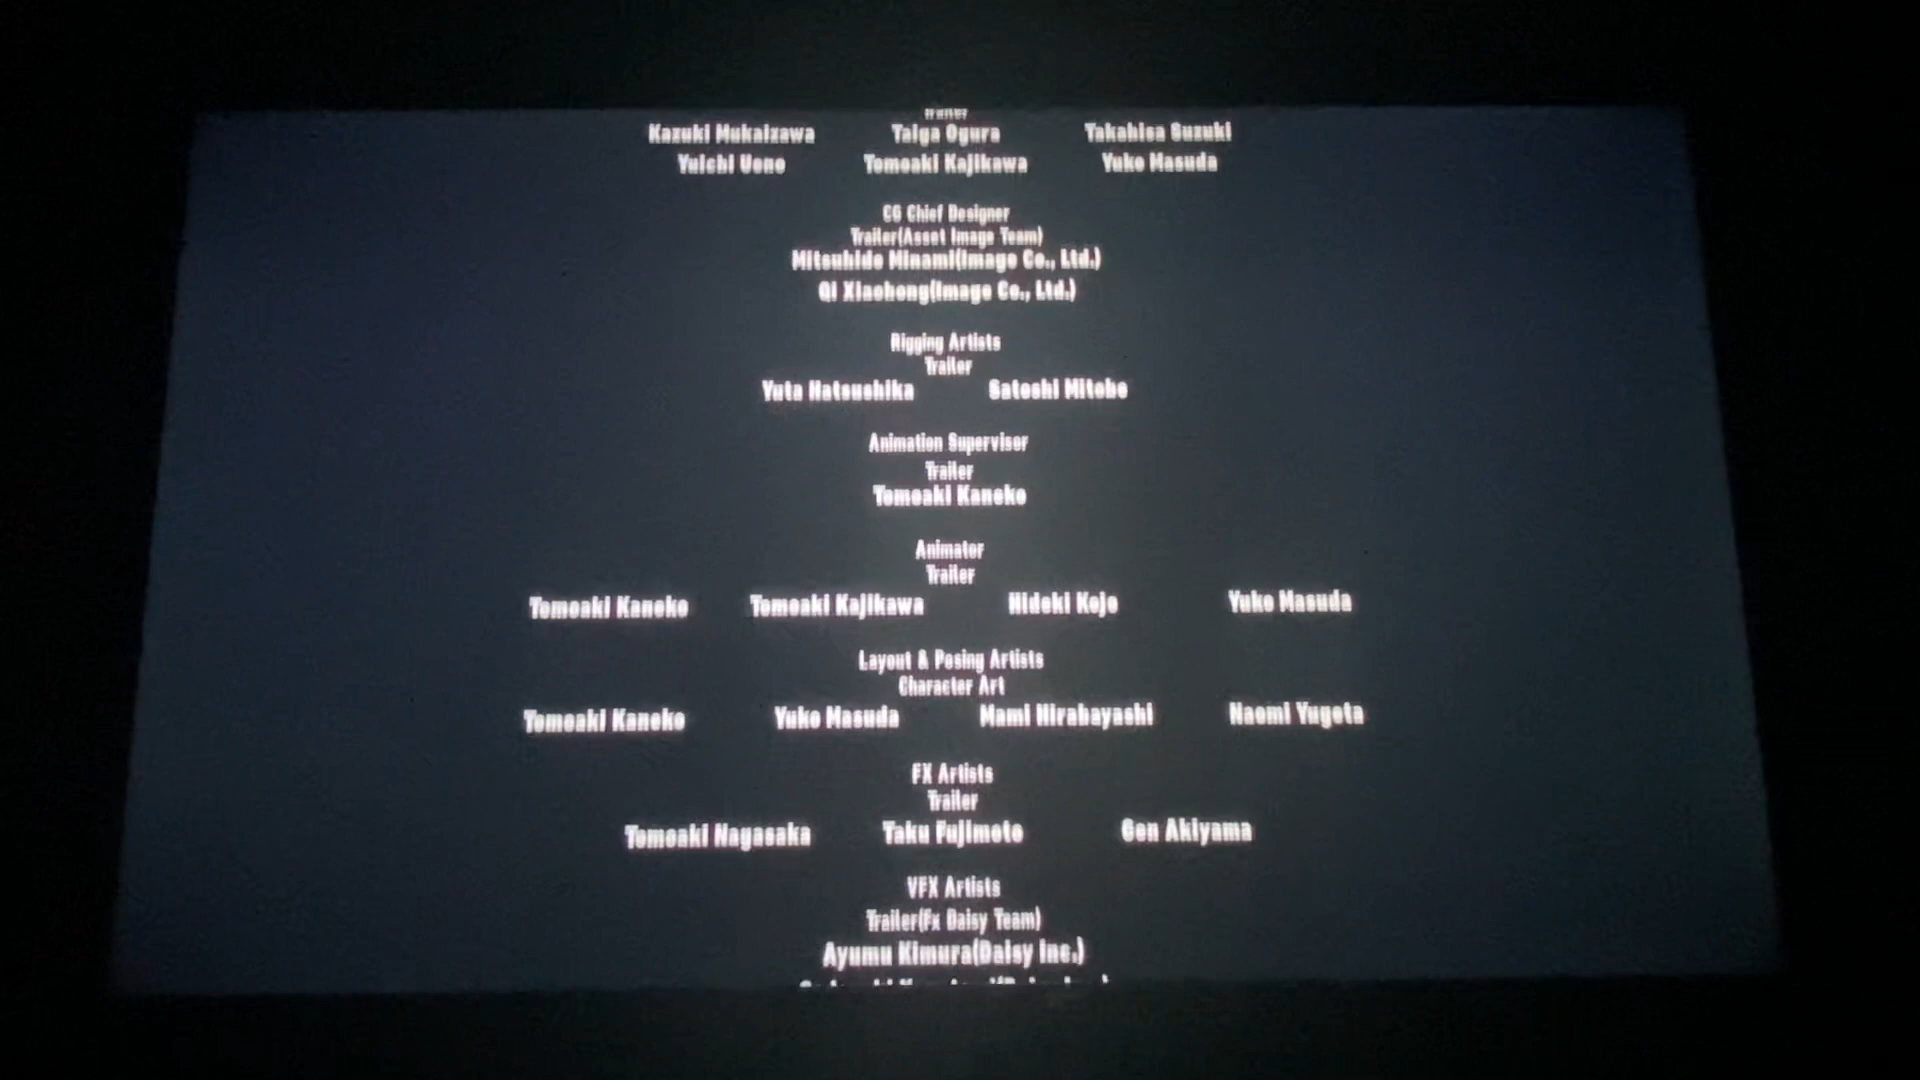 Trailer
Kazuki Mukaizawa Taiga Ogura Takahisa Suzuki
Yuichi Ueno Tomoaki Kajikawa Yuko Masuda
CG Chief Designer
Trailer(Asset Image Team)
Mitsuhide Minami(Image Co., Ltd.)
Qi Xiaohong(Image Co., Ltd.)
Rigging Artists
Trailer
Yuta Hatsushika Satoshi Mitobe
Animation Supervisor
Trailer
Tomoaki Kaneko
Animator
Trailer
Tomoaki Kaneko Tomoaki Kajikawa Hideki Kojo Yuko Masuda
Layout & Posing Artists
Character Art
Tomoaki Kaneko Yuko Masuda Mami Hirabayashi Naomi Yugeta
FX Artists
Trailer
Tomoaki Nagasaka Taku Fujimoto Gen Akiyama
VFX Artists
Trailer(Fx Daisy Team)
Ayumu Kimura(Daisy Inc.)